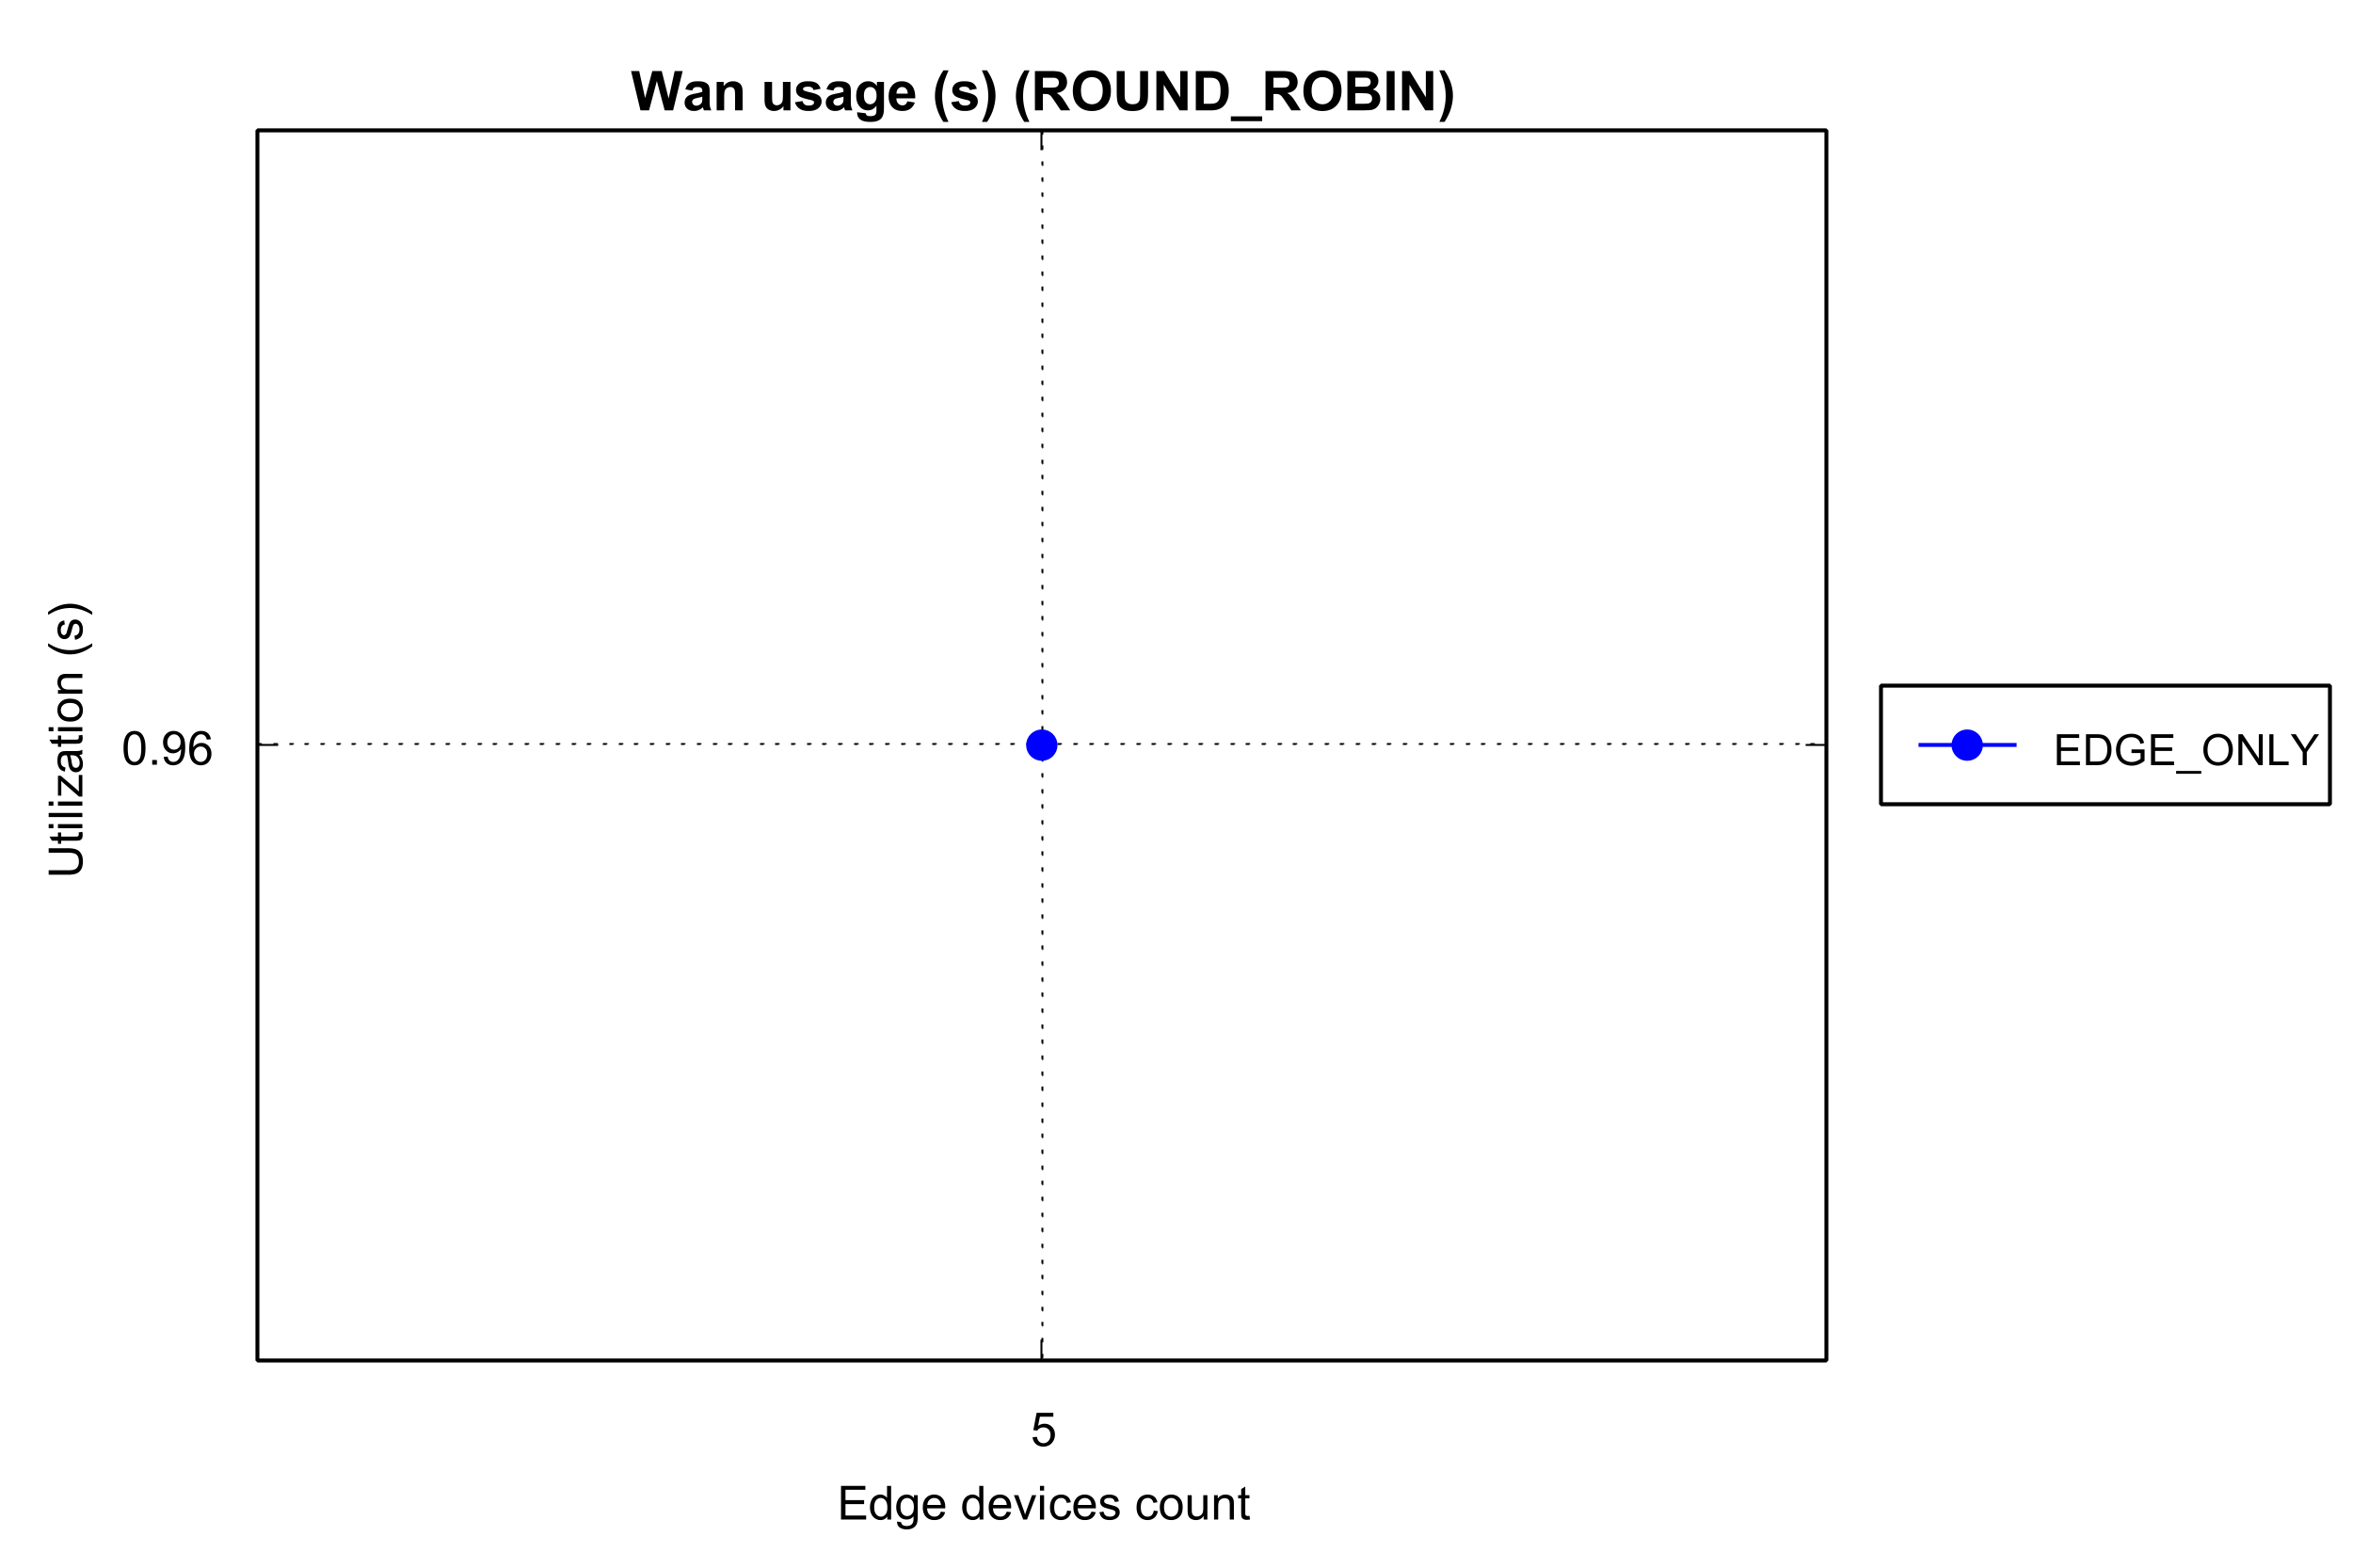 Wan usage (s) (ROUND_ROBIN)
Utilization (s)
0.96
EDGE_ONLY
5
Edge devices count